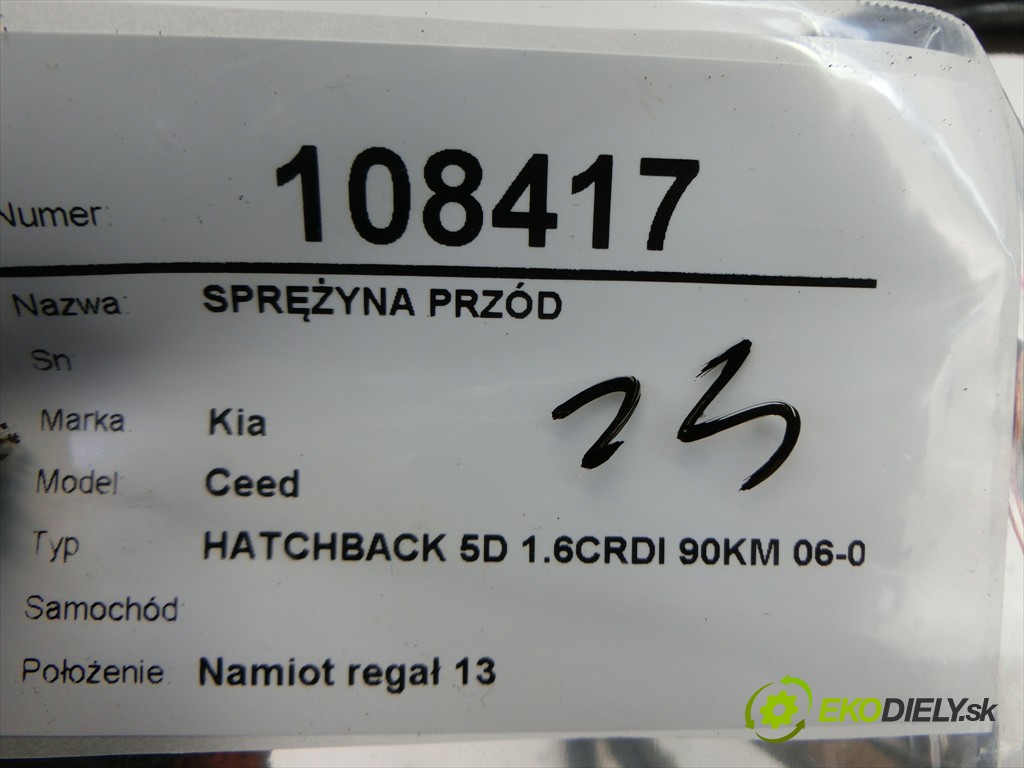 Numer: 108417
Nazwa: SPRĘŻYNA PRZÓD
Sn
Marka Kia
Model: Ceed
Typ HATCHBACK 5D 1.6CRDI 90KM 06-0
Samochód
Położenie Namiot regał 13
EKODIELY.sk